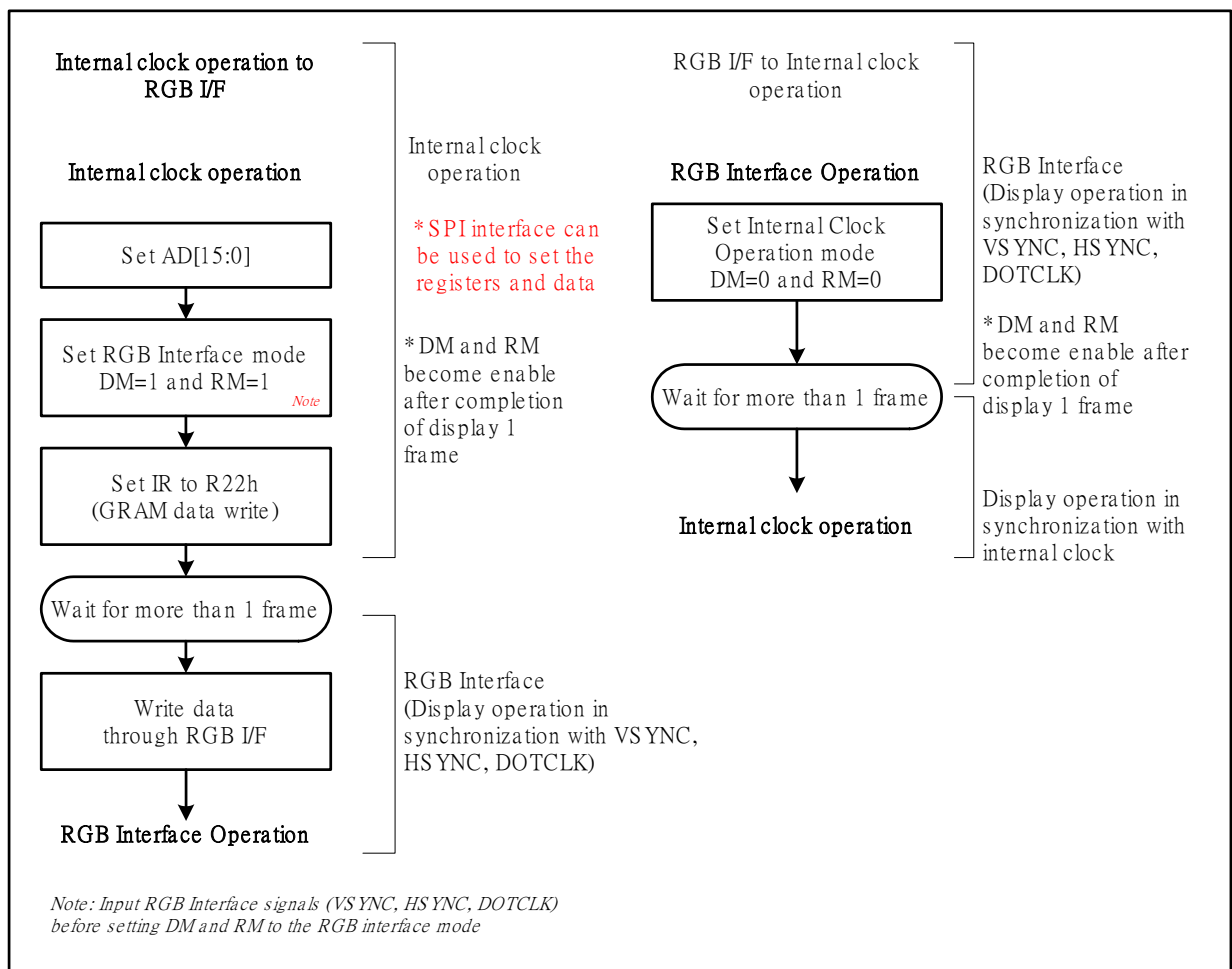 Internal clock operation to
RGB I/F
Internal clock operation
Set AD[15:0]
Set RGB Interface mode
DM=1 and RM=1
Note
Set IR to R22h
(GRAM data write)
Wait for more than 1 frame
Write data
through RGB I/F
RGB Interface Operation
Internal clock
operation
* SPI interface can
be used to set the
registers and data
* DM and RM
become enable
after completion
of display 1
frame
RGB Interface
(Display operation in
synchronization with VSYNC,
HSYNC, DOTCLK)
RGB I/F to Internal clock
operation
RGB Interface Operation
Set Internal Clock
Operation mode
DM=0 and RM=0
Wait for more than 1 frame
Internal clock operation
RGB Interface
(Display operation in
synchronization with
VSYNC, HSYNC,
DOTCLK)
* DM and RM
become enable after
completion of
display 1 frame
Display operation in
synchronization with
internal clock
Note: Input RGB Interface signals (VSYNC, HSYNC, DOTCLK)
before setting DM and RM to the RGB interface mode